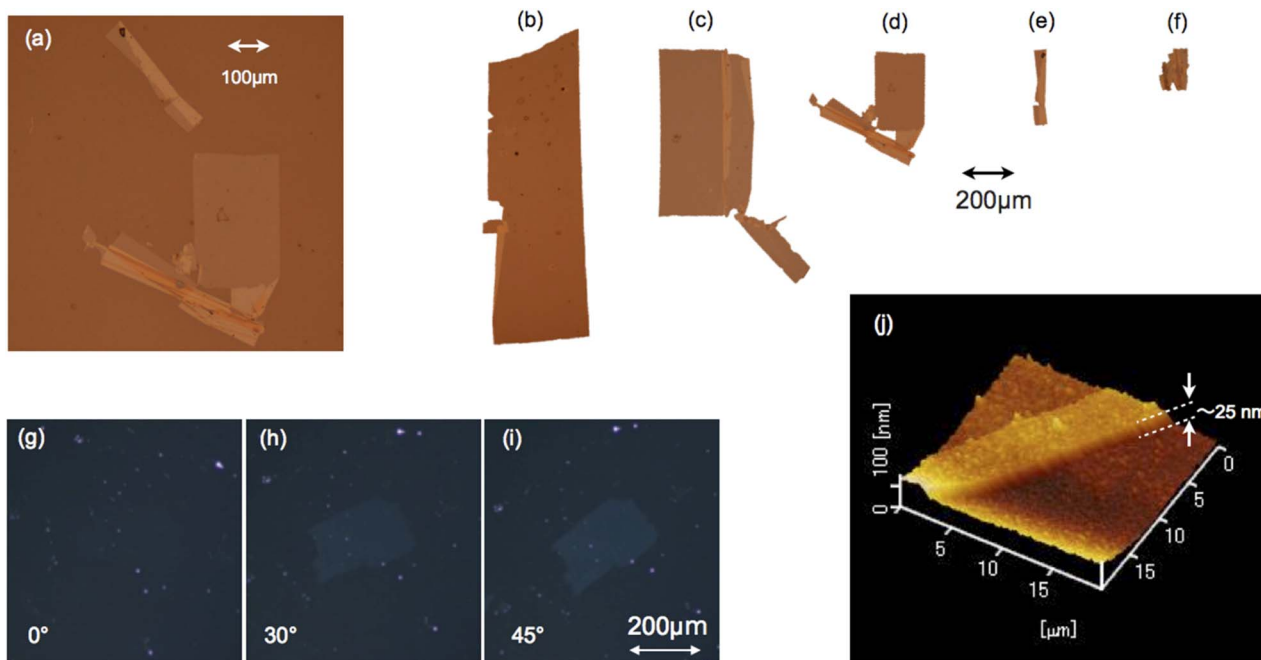 (a)
100μm
(b)
(c)
(d)
(e)
(f)
200μm
(g)
0°
(h)
30°
(i)
45°
200μm
(j)
~25 nm
100 [nm]
0
0
5
10
15
5
10
15
[μm]